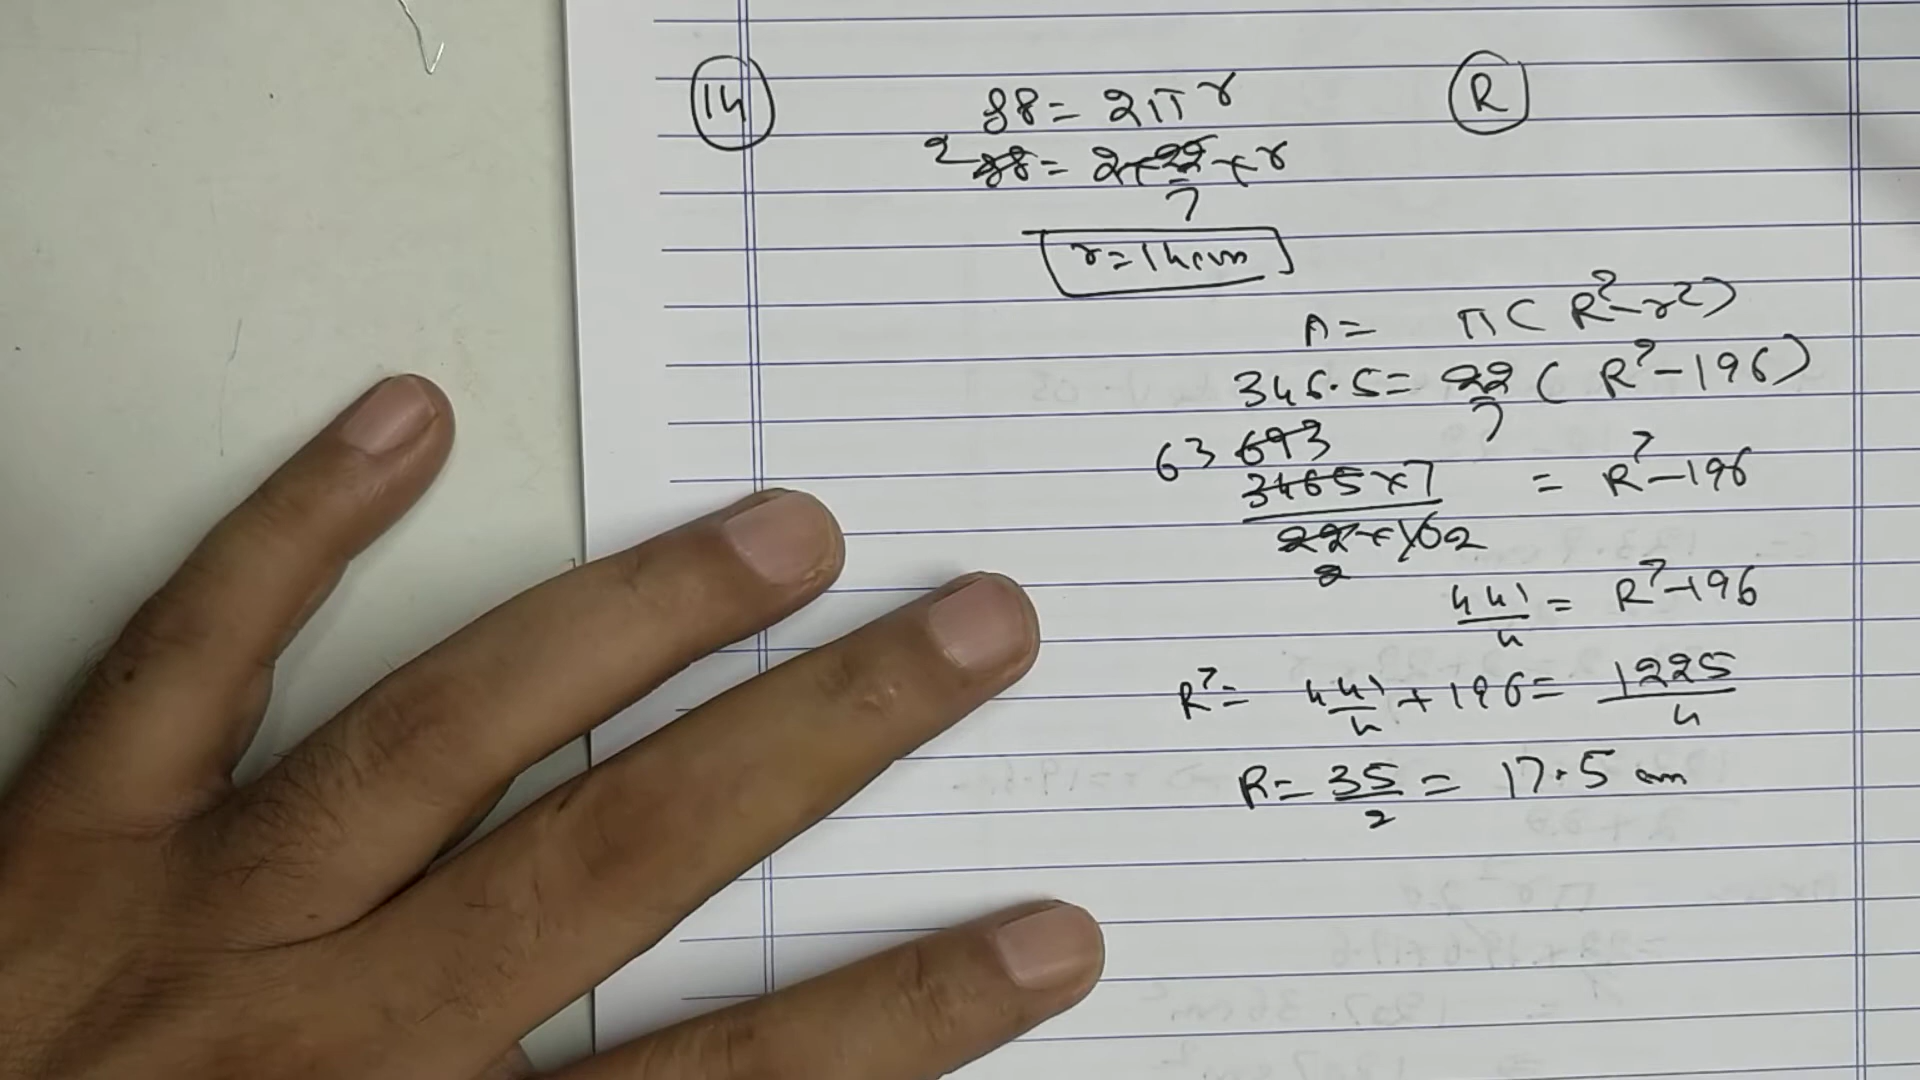 14
88 = 2πr
R
2 88 = 2 × 22/7 × r
r = 14cm
A = π( R² - r² )
346.5 = 22/7 ( R² - 196 )
63 693
3465 × 7 / 22 × 10 2 = R² - 196
2
441/4 = R² - 196
R² = 441/4 + 196 = 1225/4
R = 35/2 = 17.5 cm